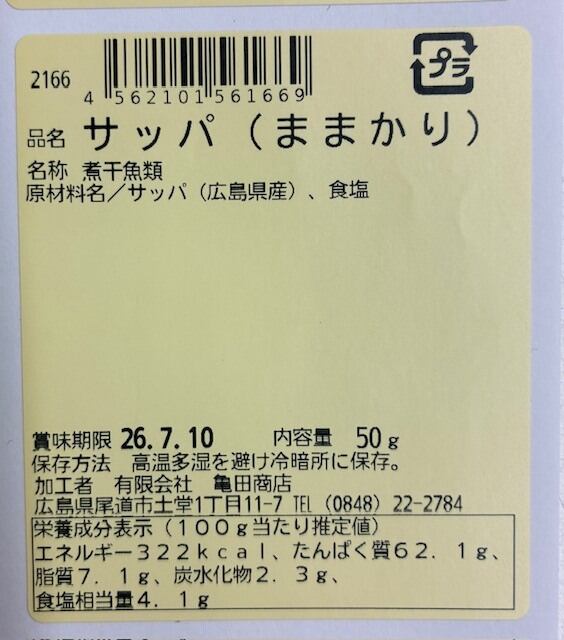 2166
4 562101 561669
プラ
品名 サッパ（ままかり）
名称 煮干魚類
原材料名／サッパ（広島県産）、食塩
賞味期限 26.7.10 内容量 50g
保存方法 高温多湿を避け冷暗所に保存。
加工者 有限会社 亀田商店
広島県尾道市土堂1丁目11-7 TEL（0848）22-2784
栄養成分表示（１００g当たり推定値）
エネルギー３２２ｋｃａｌ、たんぱく質６２．１g、
脂質７．１g、炭水化物２．３g、
食塩相当量４．１g